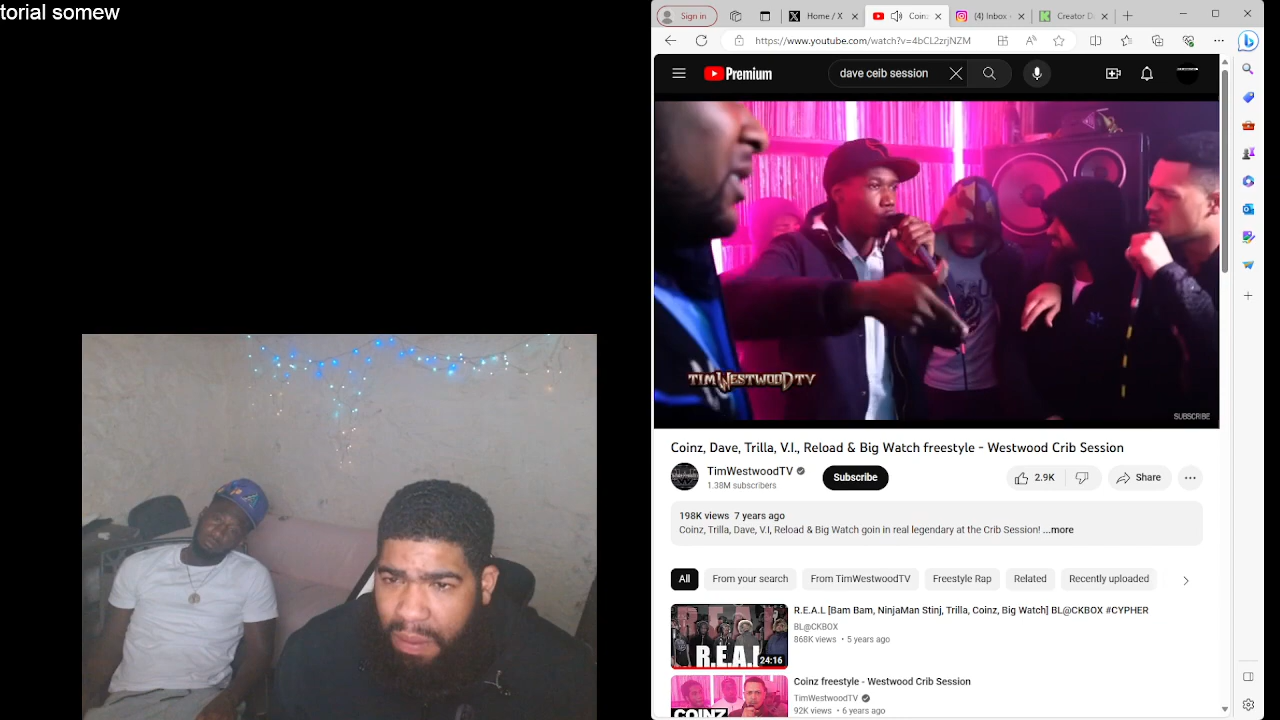 torial somew
Sign in
Home / X
Coinz
(4) Inbox
Creator D
https://www.youtube.com/watch?v=4bCL2zrjNZM
Premium
dave ceib session
TIMWESTWOODTV
SUBSCRIBE
Coinz, Dave, Trilla, V.I., Reload & Big Watch freestyle - Westwood Crib Session
TimWestwoodTV
1.38M subscribers
Subscribe
2.9K
Share
198K views 7 years ago
Coinz, Trilla, Dave, V.I, Reload & Big Watch goin in real legendary at the Crib Session! ...more
All
From your search
From TimWestwoodTV
Freestyle Rap
Related
Recently uploaded
R.E.A.L [Bam Bam, NinjaMan Stinj, Trilla, Coinz, Big Watch] BL@CKBOX #CYPHER
BL@CKBOX
868K views • 5 years ago
R.E.A.L
24:16
Coinz freestyle - Westwood Crib Session
TimWestwoodTV
92K views • 6 years ago
COINZ